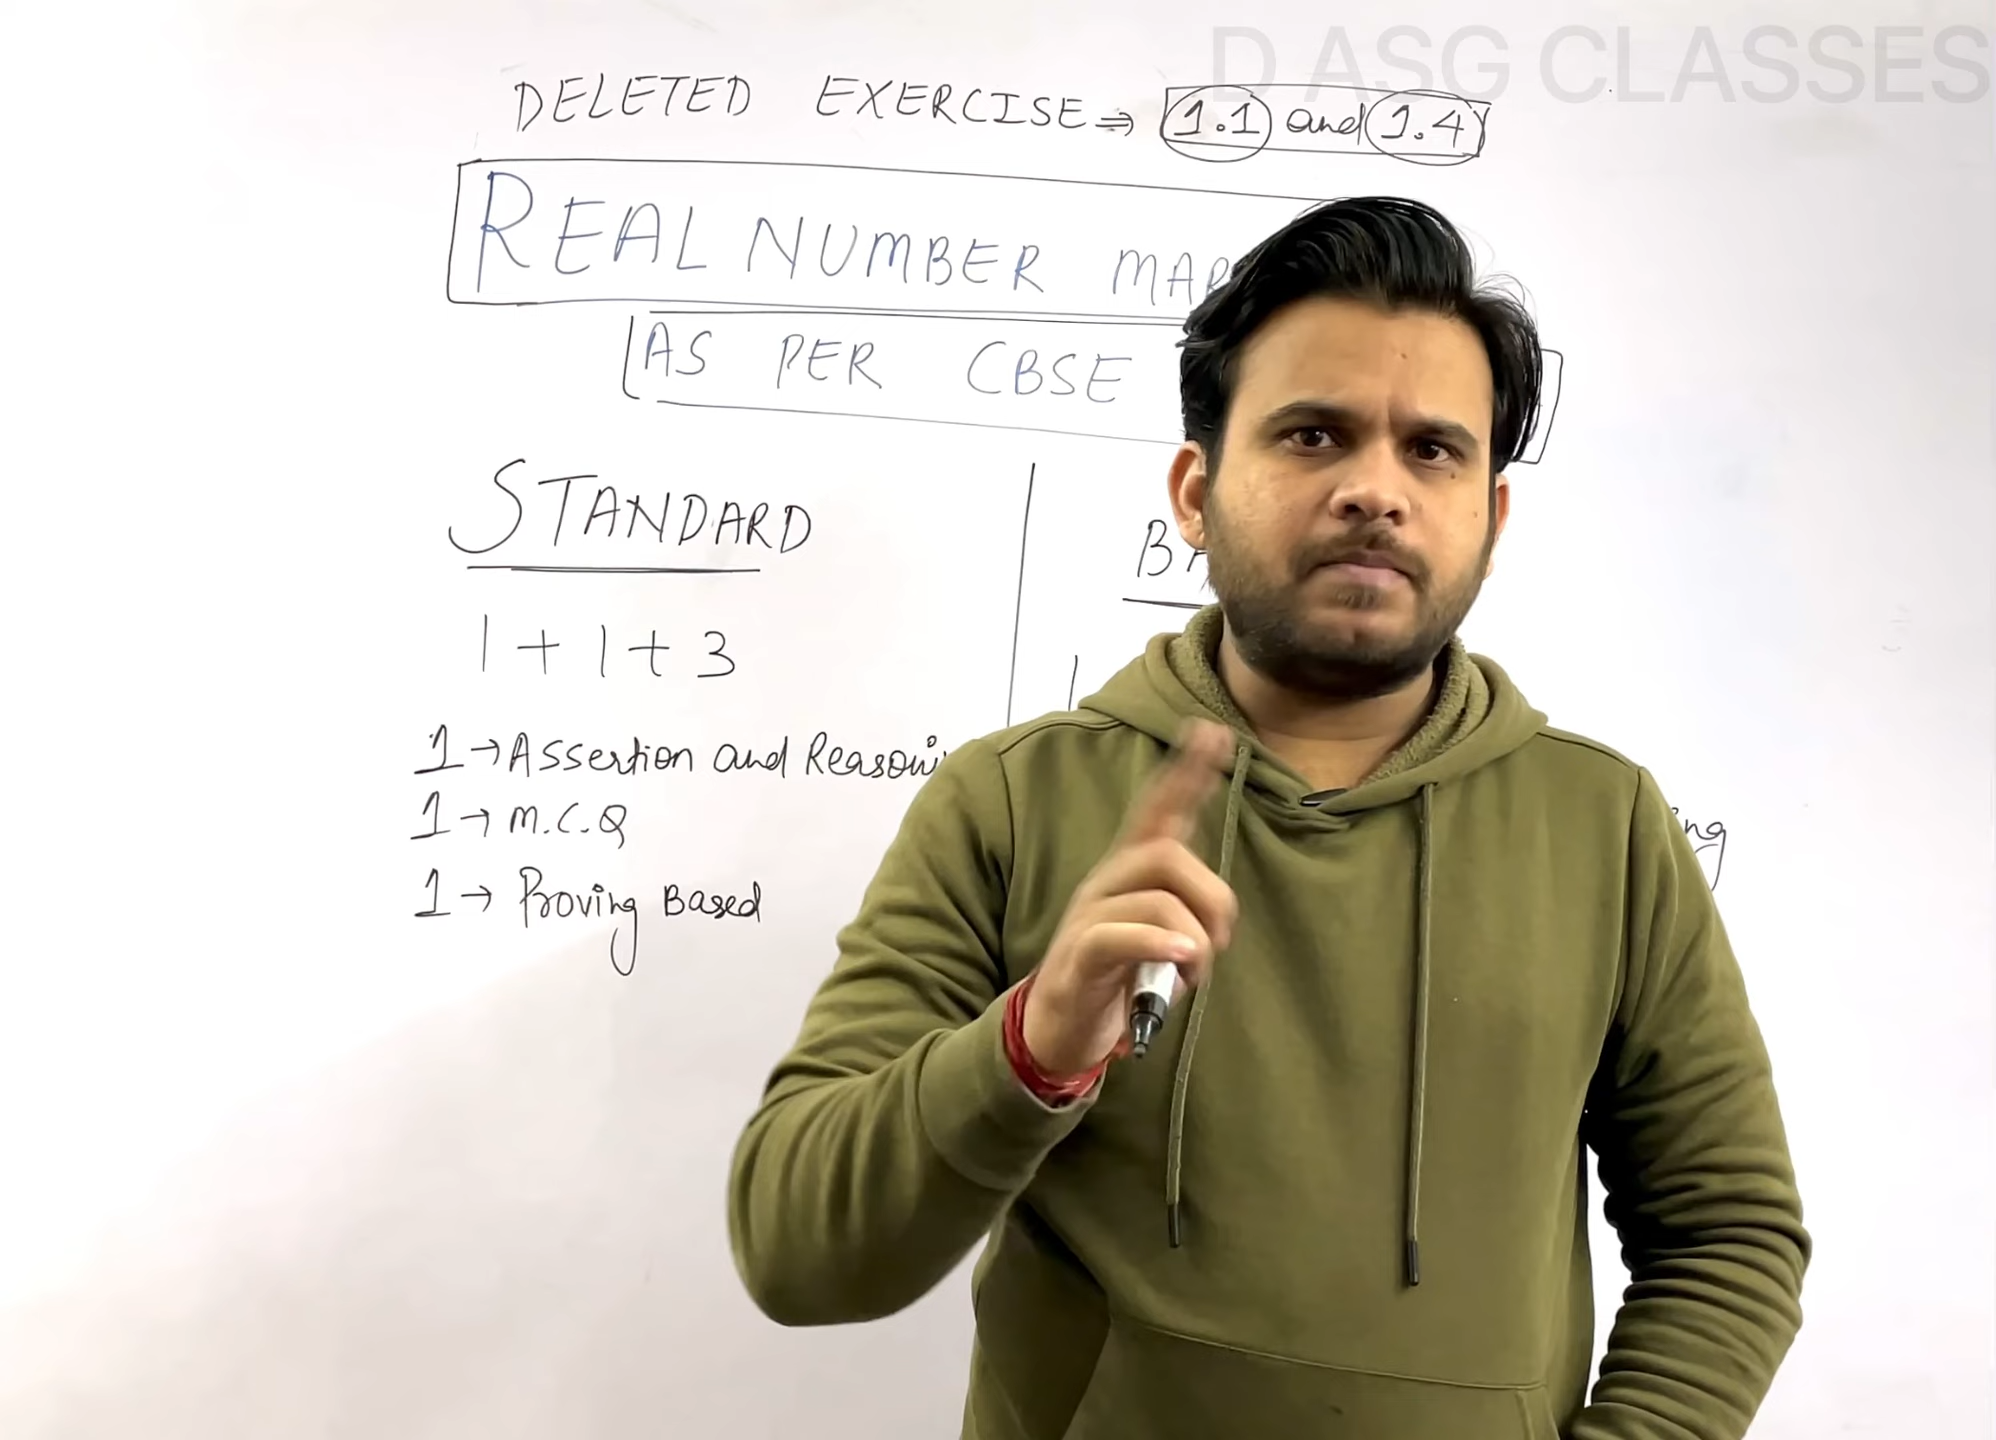 D ASG CLASSES
DELETED EXERCISE ⇒ 1.1 and 1.4
REAL NUMBER
AS PER CBSE
STANDARD
1 + 1 + 3
1 → Assertion and
1 → M.C.Q
1 → Proving Based